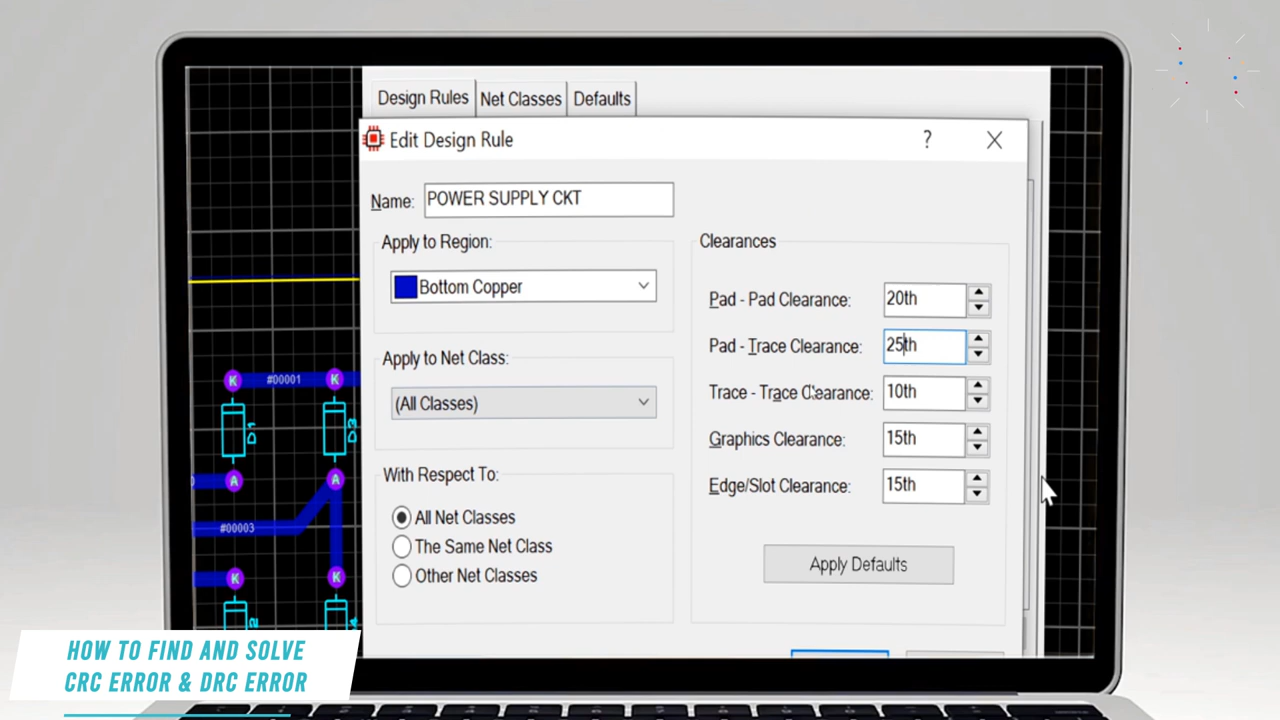 Design Rules
Net Classes
Defaults
Edit Design Rule
?
Name:
POWER SUPPLY CKT
Apply to Region:
Bottom Copper
Apply to Net Class:
(All Classes)
With Respect To:
All Net Classes
The Same Net Class
Other Net Classes
Clearances
Pad - Pad Clearance:
20th
Pad - Trace Clearance:
25th
Trace - Trace Clearance:
10th
Graphics Clearance:
15th
Edge/Slot Clearance:
15th
Apply Defaults
K
#00001
K
D1
D3
A
A
#00003
K
K
HOW TO FIND AND SOLVE
CRC ERROR & DRC ERROR